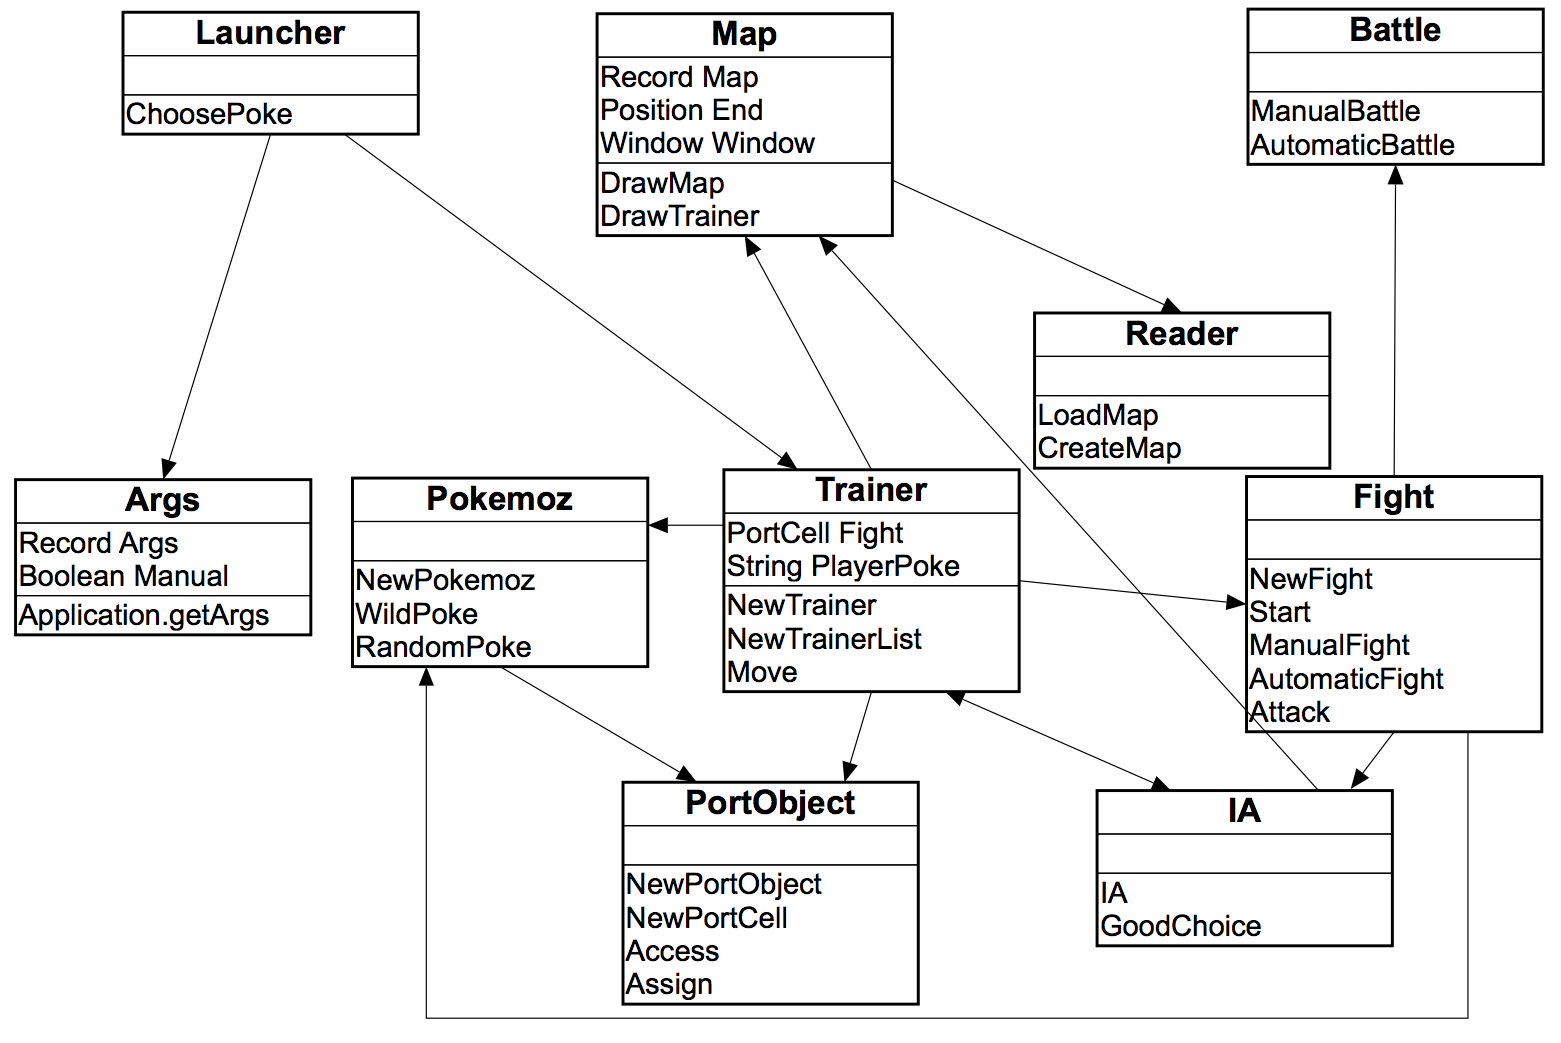 Launcher
ChoosePoke
Map
Record Map
Position End
Window Window
DrawMap
DrawTrainer
Battle
ManualBattle
AutomaticBattle
Reader
LoadMap
CreateMap
Args
Record Args
Boolean Manual
Application.getArgs
Pokemoz
NewPokemoz
WildPoke
RandomPoke
Trainer
PortCell Fight
String PlayerPoke
NewTrainer
NewTrainerList
Move
Fight
NewFight
Start
ManualFight
AutomaticFight
Attack
PortObject
NewPortObject
NewPortCell
Access
Assign
IA
IA
GoodChoice